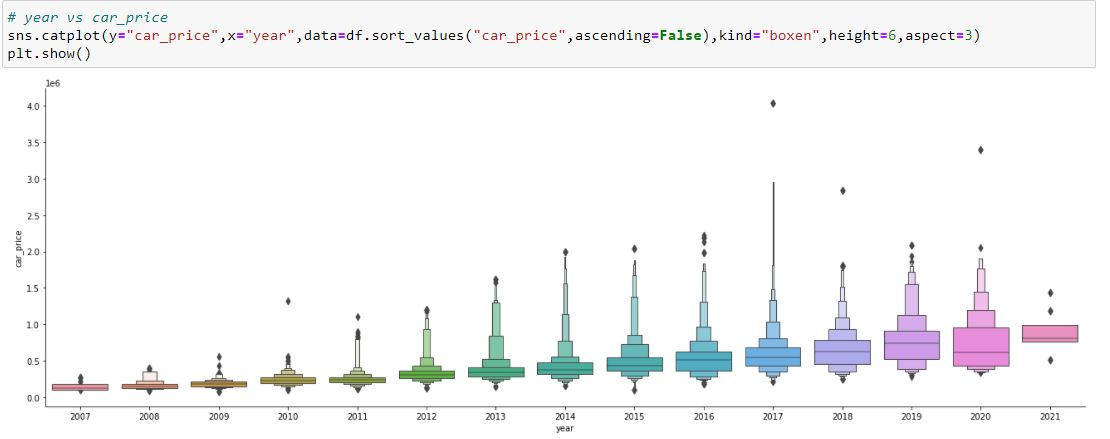 # year vs car_price
sns.catplot(y="car_price",x="year",data=df.sort_values("car_price",ascending=False),kind="boxen",height=6,aspect=3)
plt.show()
1e6
4.0
3.5
3.0
2.5
2.0
1.5
1.0
0.5
0.0
car_price
2007 2008 2009 2010 2011 2012 2013 2014 2015 2016 2017 2018 2019 2020 2021
year